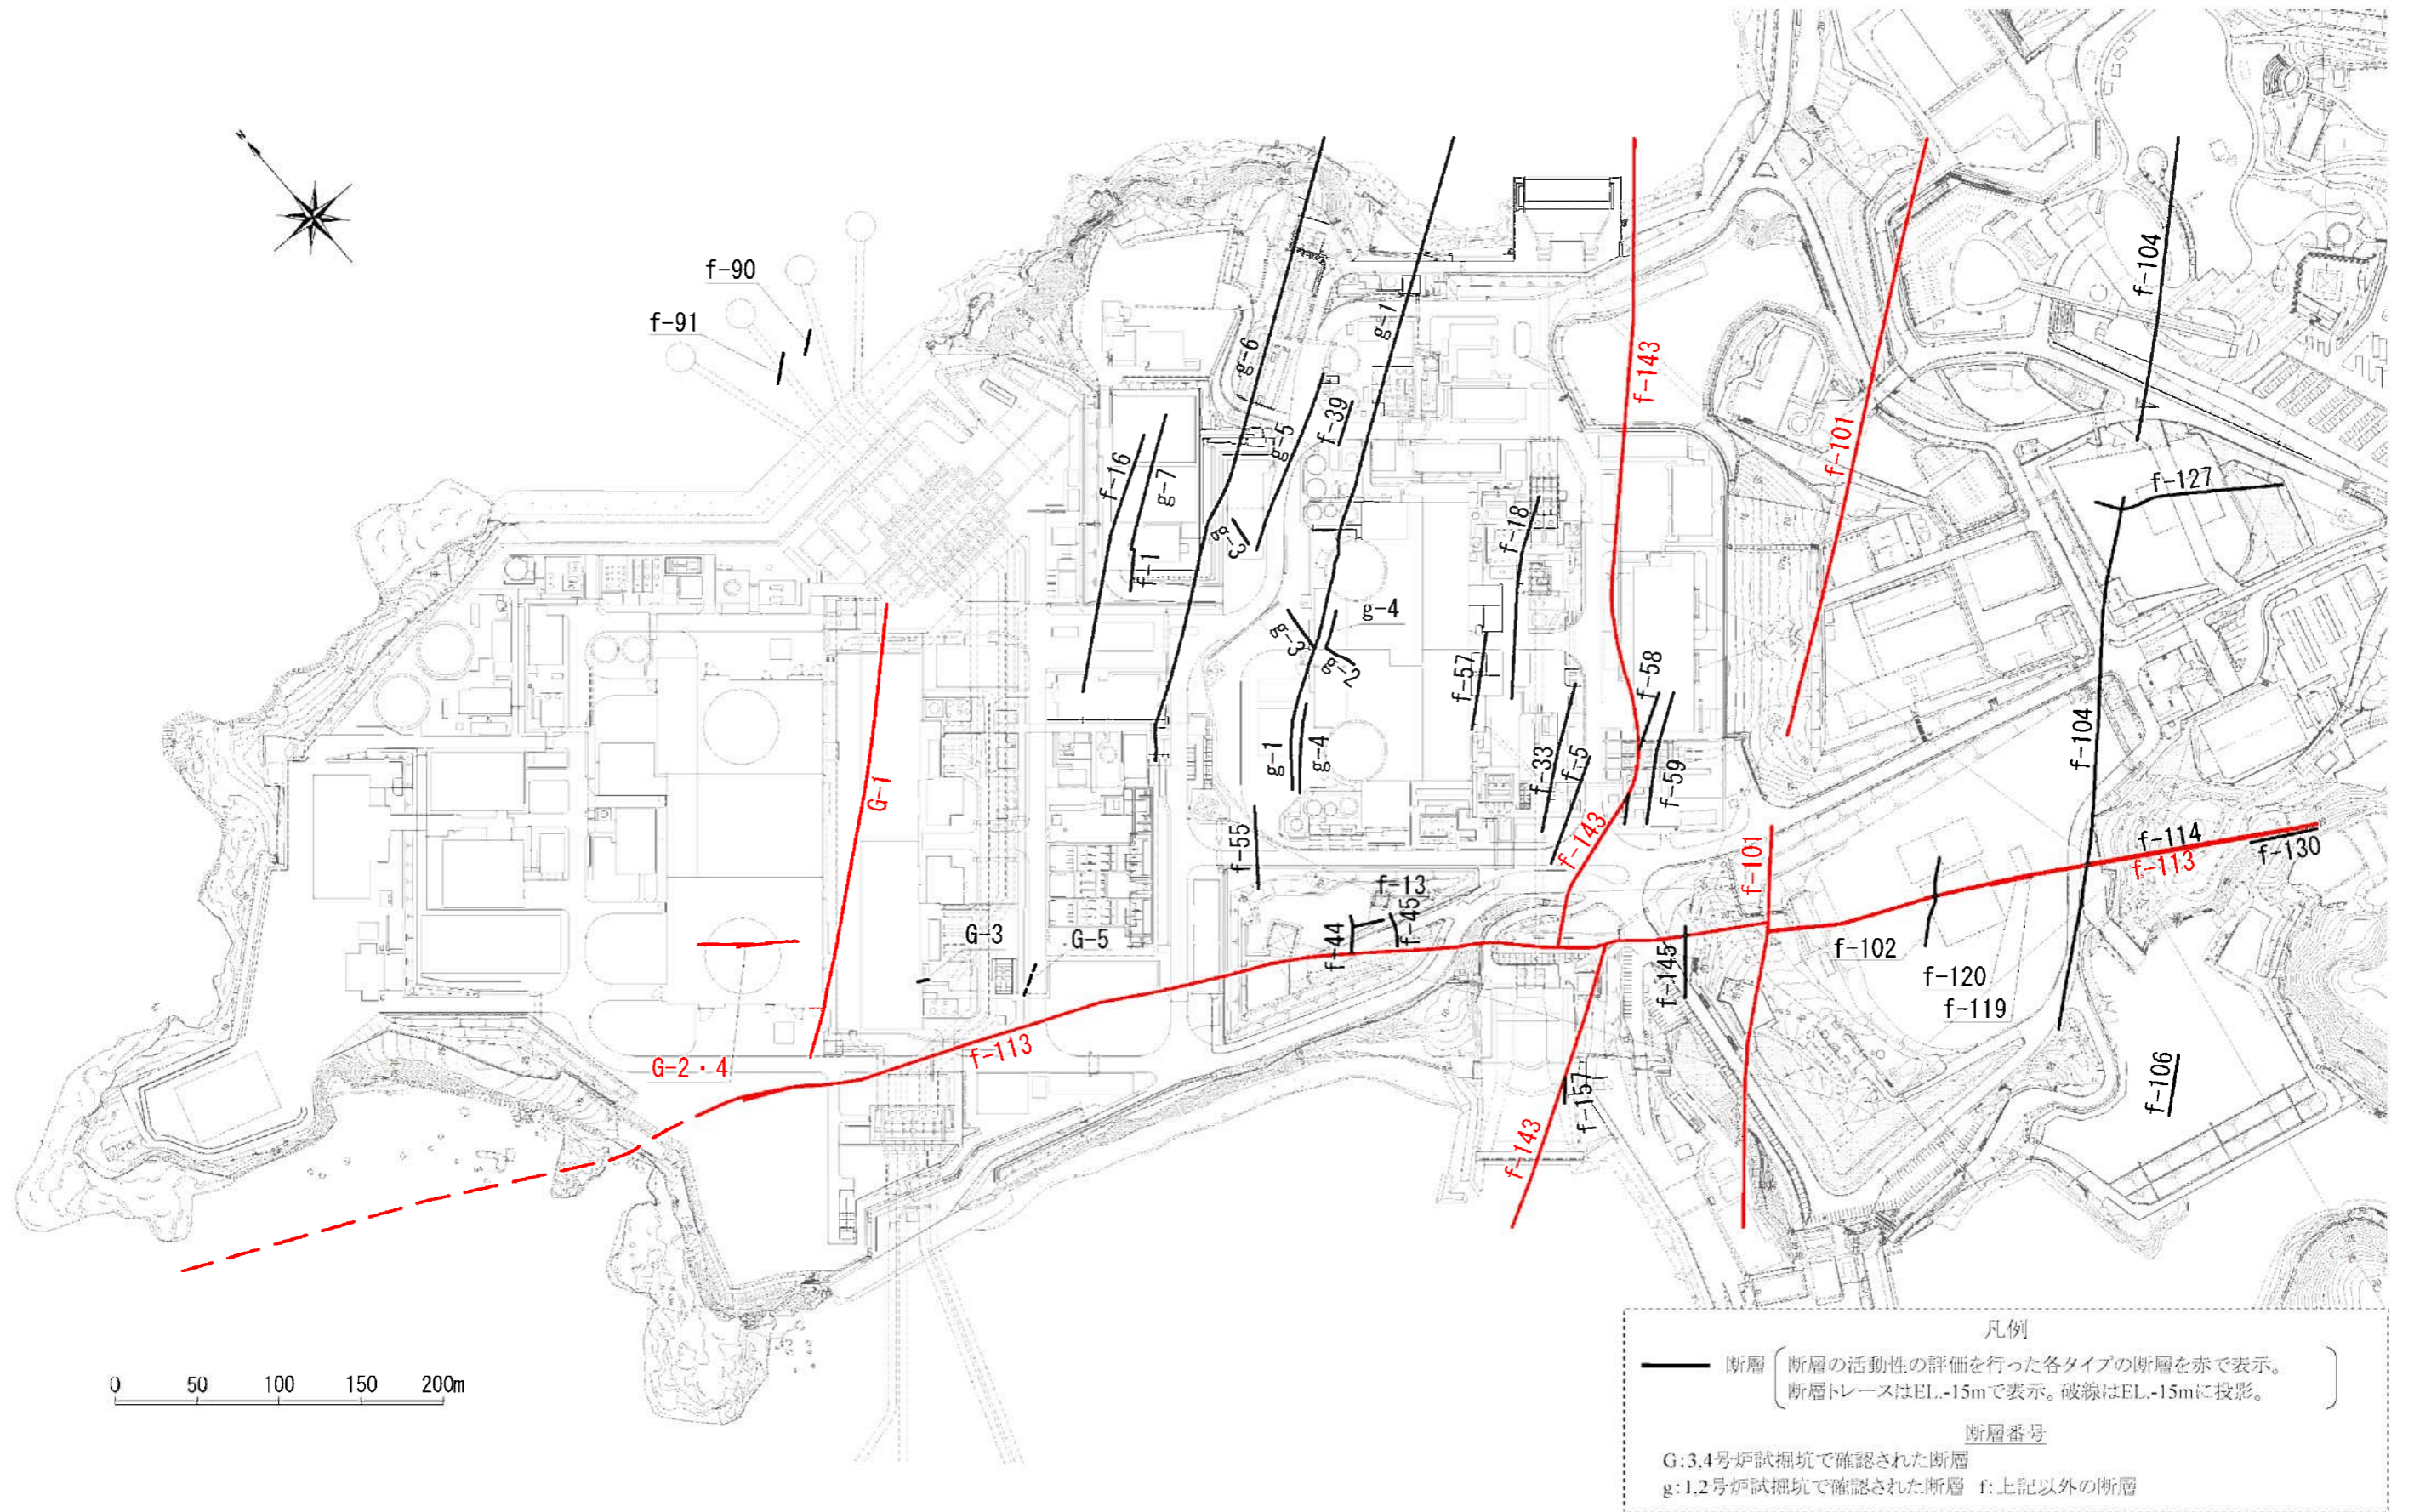 N
f-90
f-91
g-6
g-1
f-143
f-104
f-39
g-5
f-101
f-16
g-7
f-127
f-18
g-3
f-1
g-4
g-3
g-2
f-57
f-58
f-104
G-1
g-1
g-4
f-33
f-5
f-59
f-55
f-143
f-101
f-114
f-113
f-130
f-13
f-45
f-44
G-3
G-5
f-145
f-102
f-120
f-119
f-113
G-2・4
f-157
f-106
f-143
0 50 100 150 200m
凡例
断層 断層の活動性の評価を行った各タイプの断層を赤で表示。
断層トレースはEL.-15mで表示。破線はEL.-15mに投影。
断層番号
G:3,4号炉試掘坑で確認された断層
g:1,2号炉試掘坑で確認された断層 f:上記以外の断層